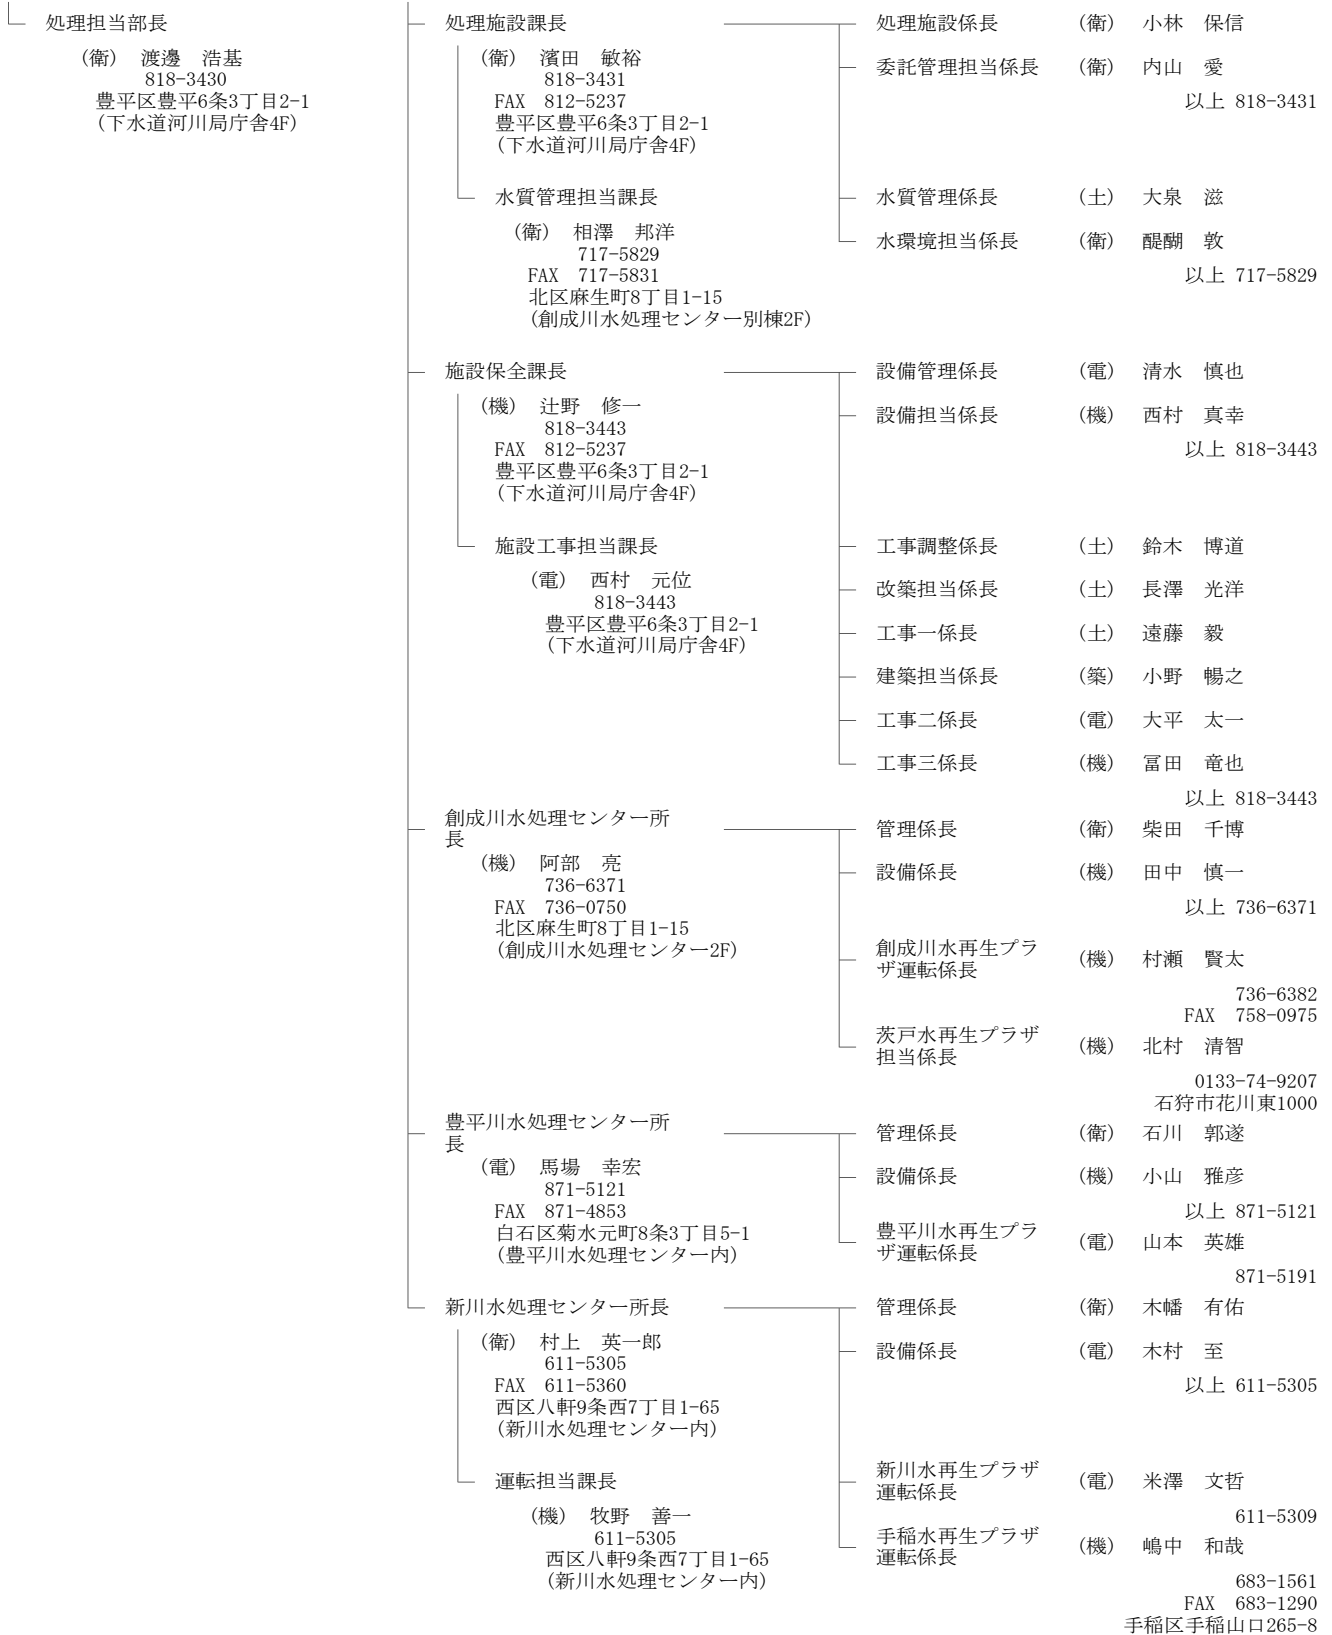 処理担当部長
(衛) 渡邊 浩基
818-3430
豊平区豊平6条3丁目2-1
(下水道河川局庁舎4F)
処理施設課長
(衛) 濱田 敏裕
818-3431
FAX 812-5237
豊平区豊平6条3丁目2-1
(下水道河川局庁舎4F)
処理施設係長 (衛) 小林 保信
委託管理担当係長 (衛) 内山 愛
以上 818-3431
水質管理担当課長
(衛) 相澤 邦洋
717-5829
FAX 717-5831
北区麻生町8丁目1-15
(創成川水処理センター別棟2F)
水質管理係長 (土) 大泉 滋
水環境担当係長 (衛) 醍醐 敦
以上 717-5829
施設保全課長
(機) 辻野 修一
818-3443
FAX 812-5237
豊平区豊平6条3丁目2-1
(下水道河川局庁舎4F)
設備管理係長 (電) 清水 慎也
設備担当係長 (機) 西村 真幸
以上 818-3443
施設工事担当課長
(電) 西村 元位
818-3443
豊平区豊平6条3丁目2-1
(下水道河川局庁舎4F)
工事調整係長 (土) 鈴木 博道
改築担当係長 (土) 長澤 光洋
工事一係長 (土) 遠藤 毅
建築担当係長 (築) 小野 暢之
工事二係長 (電) 大平 太一
工事三係長 (機) 冨田 竜也
以上 818-3443
創成川水処理センター所
長
(機) 阿部 亮
736-6371
FAX 736-0750
北区麻生町8丁目1-15
(創成川水処理センター2F)
管理係長 (衛) 柴田 千博
設備係長 (機) 田中 慎一
以上 736-6371
創成川水再生プラ
ザ運転係長 (機) 村瀬 賢太
736-6382
FAX 758-0975
茨戸水再生プラザ
担当係長 (機) 北村 清智
0133-74-9207
石狩市花川東1000
豊平川水処理センター所
長
(電) 馬場 幸宏
871-5121
FAX 871-4853
白石区菊水元町8条3丁目5-1
(豊平川水処理センター内)
管理係長 (衛) 石川 郭遂
設備係長 (機) 小山 雅彦
以上 871-5121
豊平川水再生プラ
ザ運転係長 (電) 山本 英雄
871-5191
新川水処理センター所長
(衛) 村上 英一郎
611-5305
FAX 611-5360
西区八軒9条西7丁目1-65
(新川水処理センター内)
管理係長 (衛) 木幡 有佑
設備係長 (電) 木村 至
以上 611-5305
運転担当課長
(機) 牧野 善一
611-5305
西区八軒9条西7丁目1-65
(新川水処理センター内)
新川水再生プラザ
運転係長 (電) 米澤 文哲
611-5309
手稲水再生プラザ
運転係長 (機) 嶋中 和哉
683-1561
FAX 683-1290
手稲区手稲山口265-8